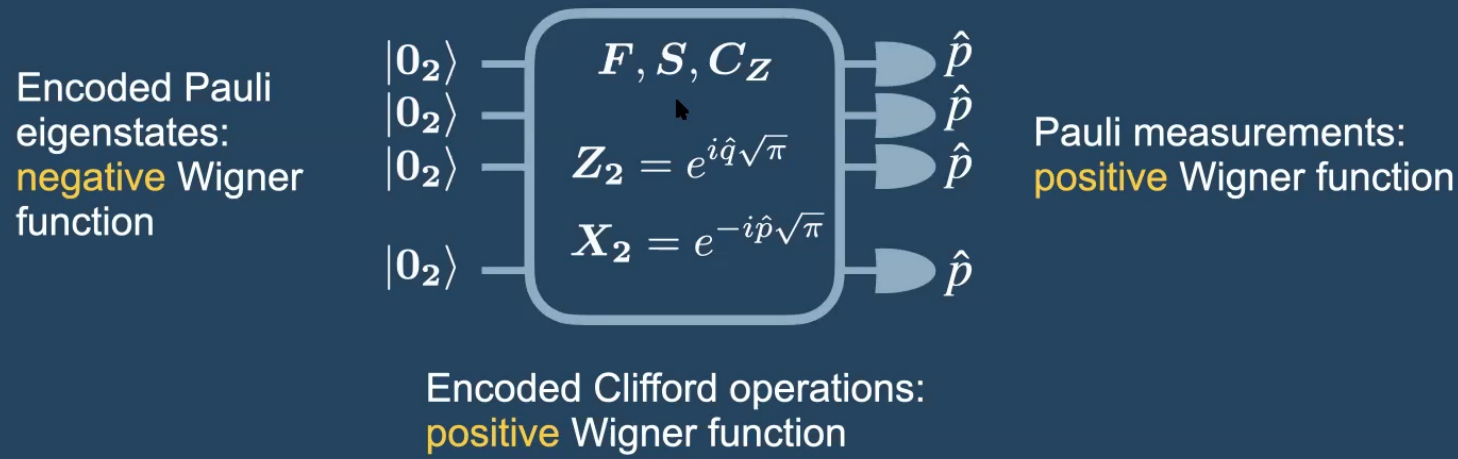 Encoded Pauli
eigenstates:
negative Wigner
function
|0₂⟩
|0₂⟩
|0₂⟩
|0₂⟩
F, S, C_Z
Z₂ = e^{iq̂√π}
X₂ = e^{-ip̂√π}
p̂
p̂
p̂
p̂
Pauli measurements:
positive Wigner function
Encoded Clifford operations:
positive Wigner function